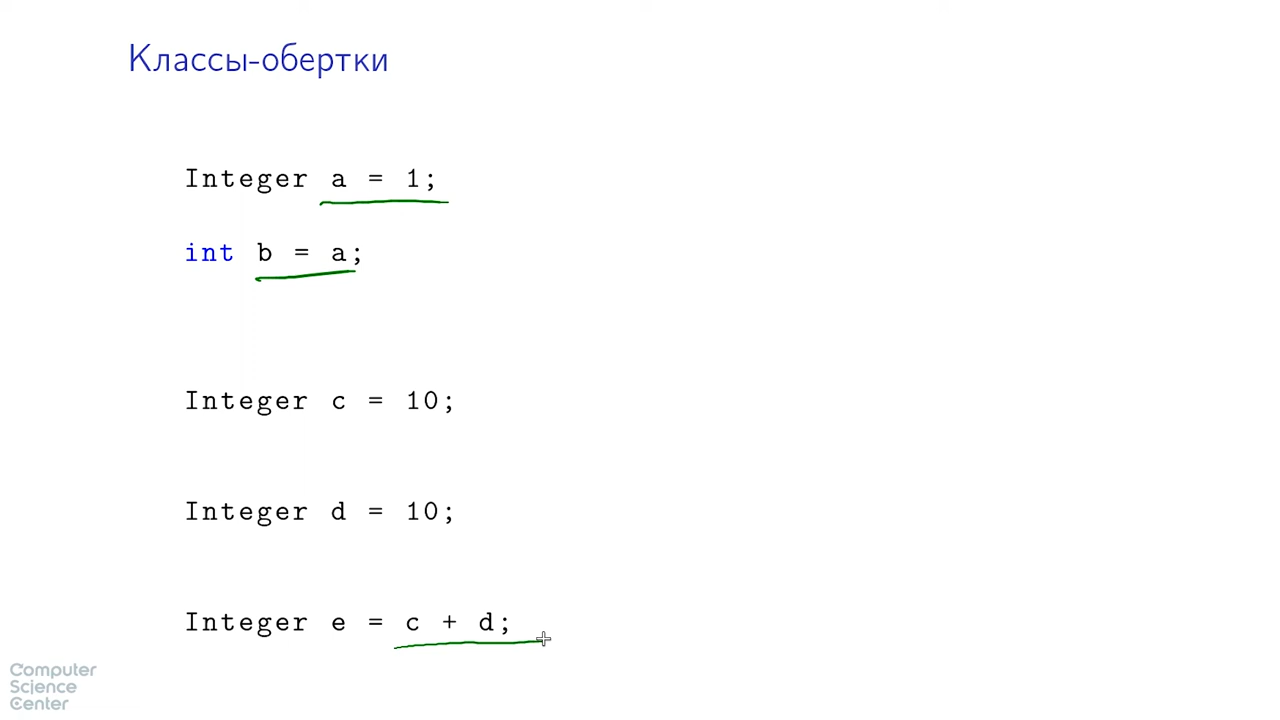 Классы-обертки
Integer a = 1;
int b = a;
Integer c = 10;
Integer d = 10;
Integer e = c + d;
Computer
Science
Center